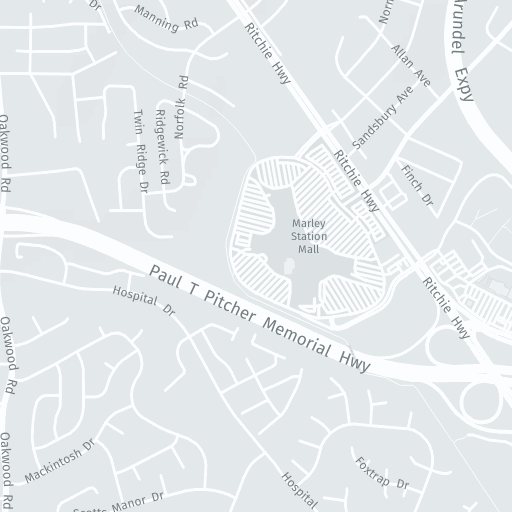 Dr
Manning Rd
Ritchie Hwy
Norm
Arundel Expy
Allan Ave
Norfolk Rd
Sandsbury Ave
Oakwood Rd
Twin Ridge Dr
Ridgewick Rd
Ritchie Hwy
Finch Dr
Marley
Station
Mall
Paul T Pitcher Memorial Hwy
Ritchie Hwy
Hospital Dr
Oakwood Rd
Oakwood Rd
Mackintosh Dr
Scotts Manor Dr
Hospital
Foxtrap Dr